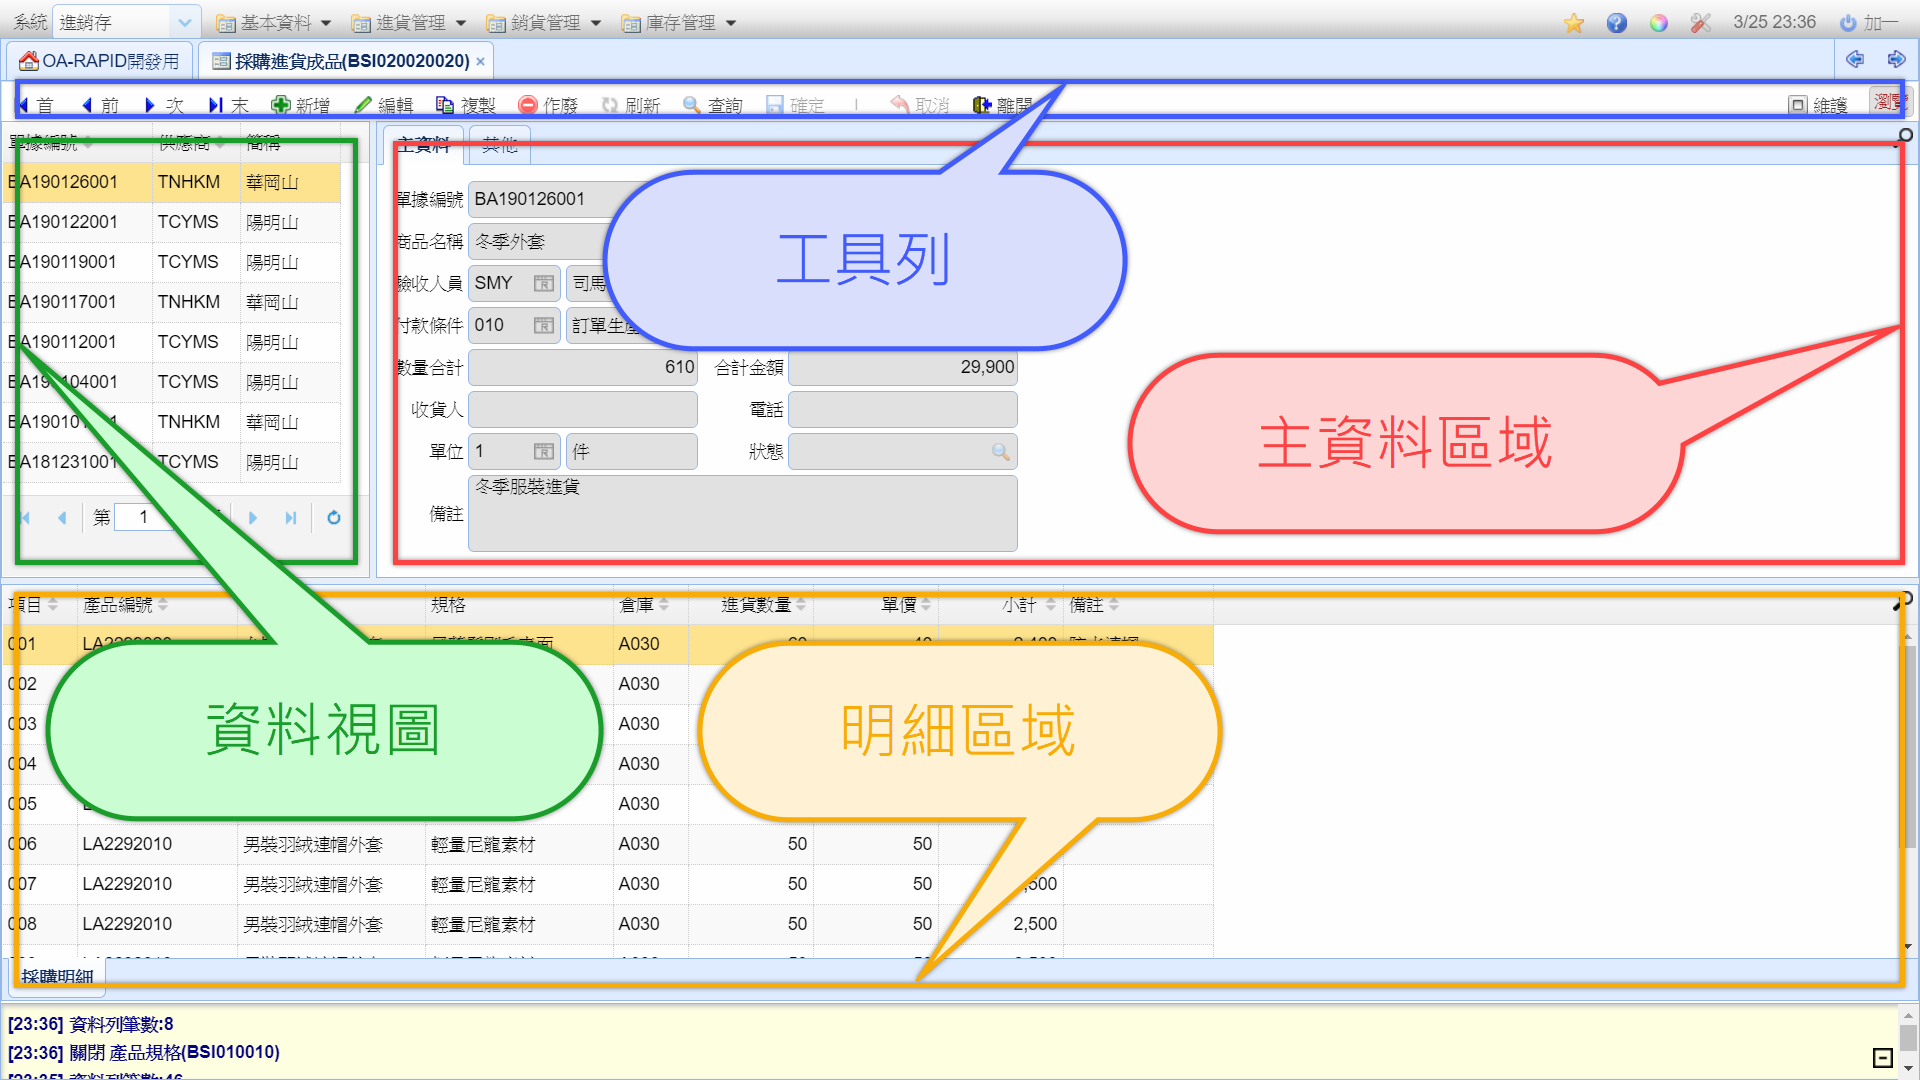 系統 進銷存 基本資料 進貨管理 銷貨管理 庫存管理 3/25 23:36 加一
OA-RAPID開發用 採購進貨成品(BSI020020020) ×
首 前 次 末 新增 編輯 複製 作廢 刷新 查詢 確定 取消 離開 維護 瀏覽
單據編號 供應商 簡稱
BA190126001 TNHKM 華岡山
BA190122001 TCYMS 陽明山
BA190119001 TCYMS 陽明山
BA190117001 TNHKM 華岡山
BA190112001 TCYMS 陽明山
TCYMS 陽明山
TNHKM 華岡山
BA181231001 TCYMS 陽明山
第 1
主資料 其他
單據編號 BA190126001
商品名稱 冬季外套
驗收人員 SMY 司馬
付款條件 010 訂單生產
數量合計 610 合計金額 29,900
收貨人 電話
單位 1 件 狀態
備註 冬季服裝進貨
工具列
主資料區域
資料視圖
明細區域
項目 產品編號 規格 倉庫 進貨數量 單價 小計 備註
001 A030
002 A030
003 A030
004 A030
005 A030
006 LA2292010 男裝羽絨連帽外套 輕量尼龍素材 A030 50 50
007 LA2292010 男裝羽絨連帽外套 輕量尼龍素材 A030 50 50 ,500
008 LA2292010 男裝羽絨連帽外套 輕量尼龍素材 A030 50 50 2,500
採購明細
[23:36] 資料列筆數:8
[23:36] 關閉 產品規格(BSI010010)
[23:35] 資料列筆數:46